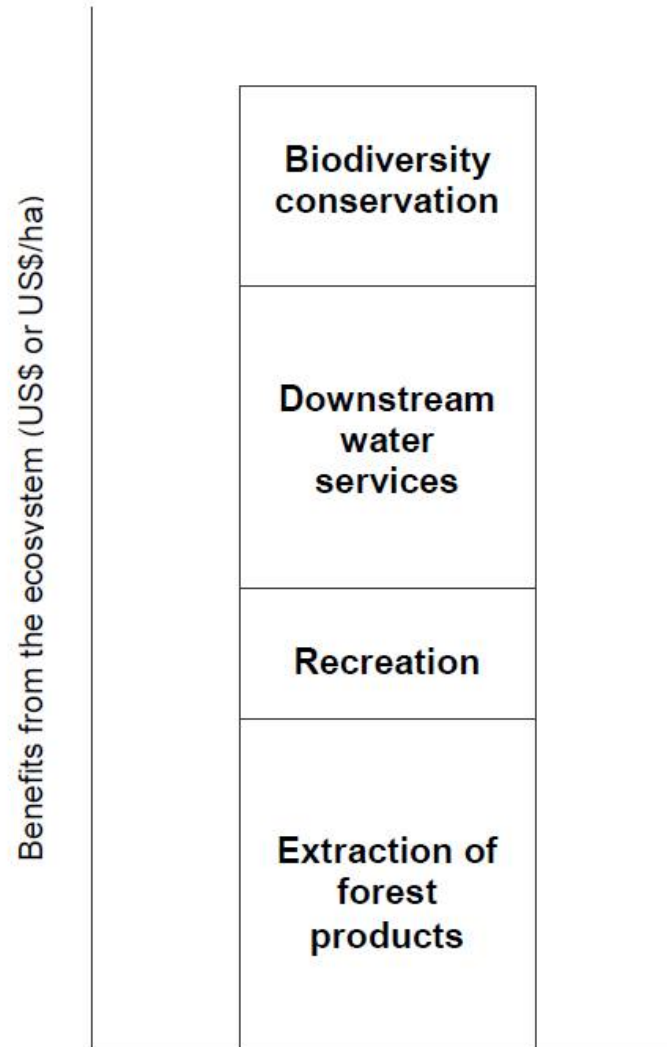 Benefits from the ecosystem (US$ or US$/ha)
Biodiversity
conservation
Downstream
water
services
Recreation
Extraction of
forest
products